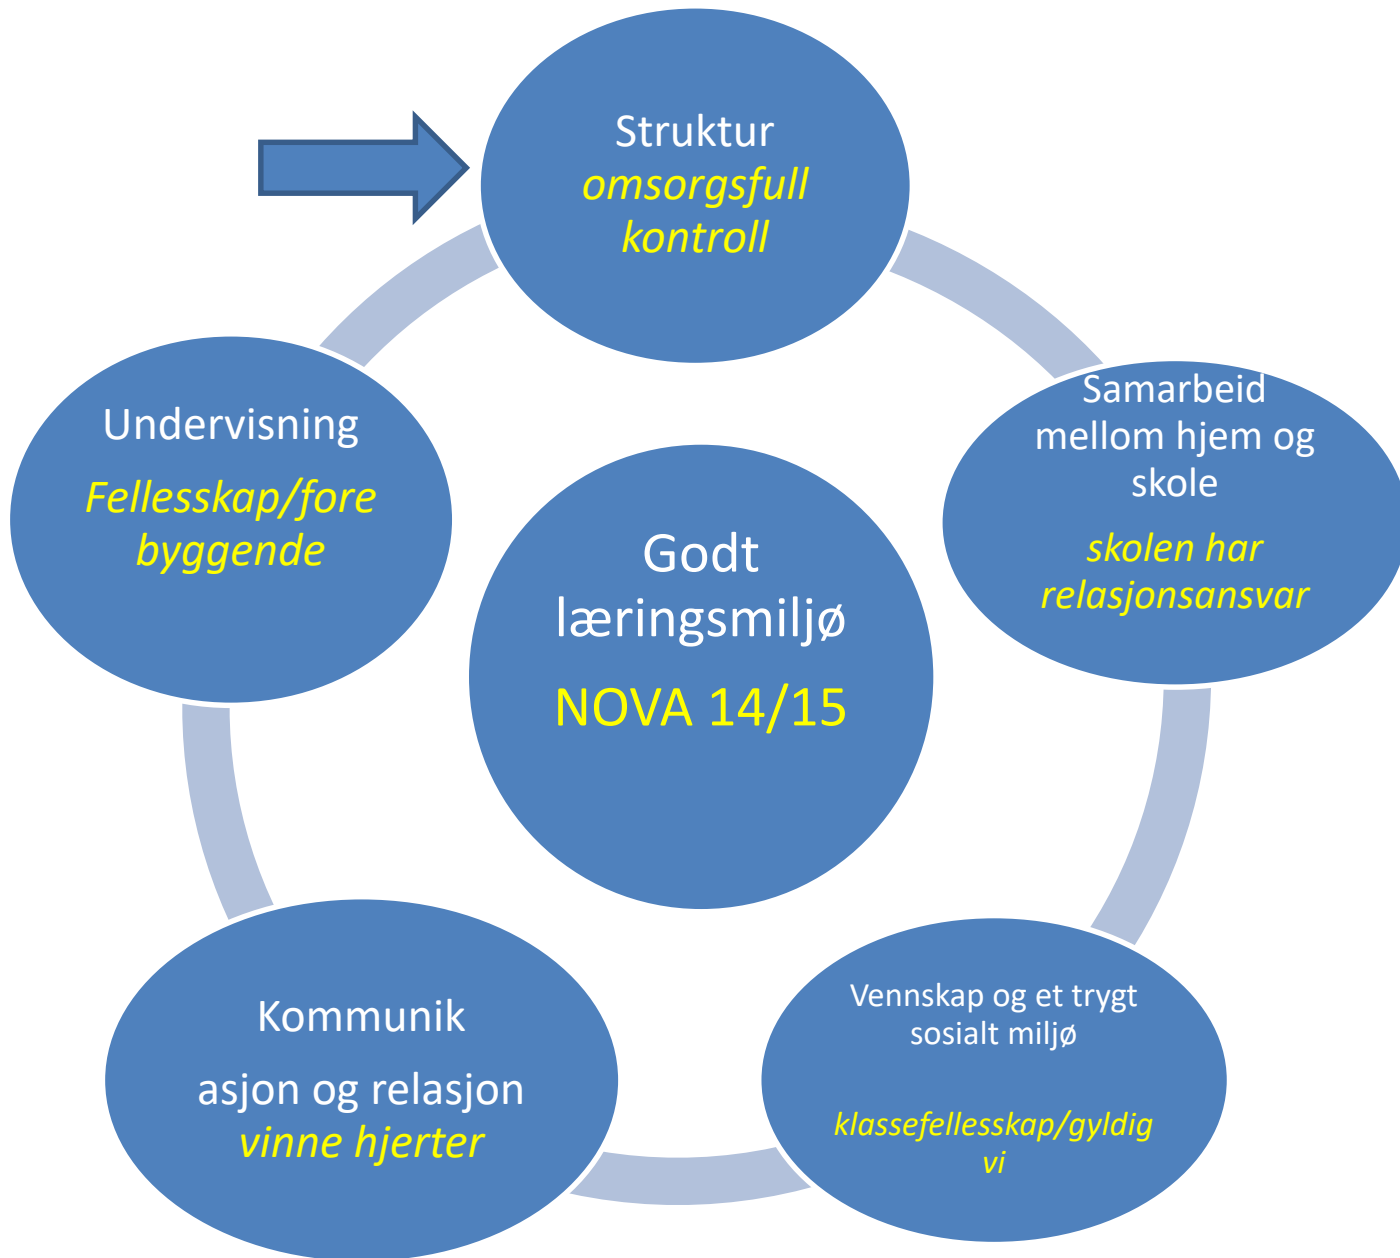 Struktur
omsorgsfull
kontroll
Samarbeid
mellom hjem og
skole
skolen har
relasjonsansvar
Vennskap og et trygt
sosialt miljø
klassefellesskap/gyldig
vi
Kommunik
asjon og relasjon
vinne hjerter
Undervisning
Fellesskap/fore
byggende
Godt
læringsmiljø
NOVA 14/15